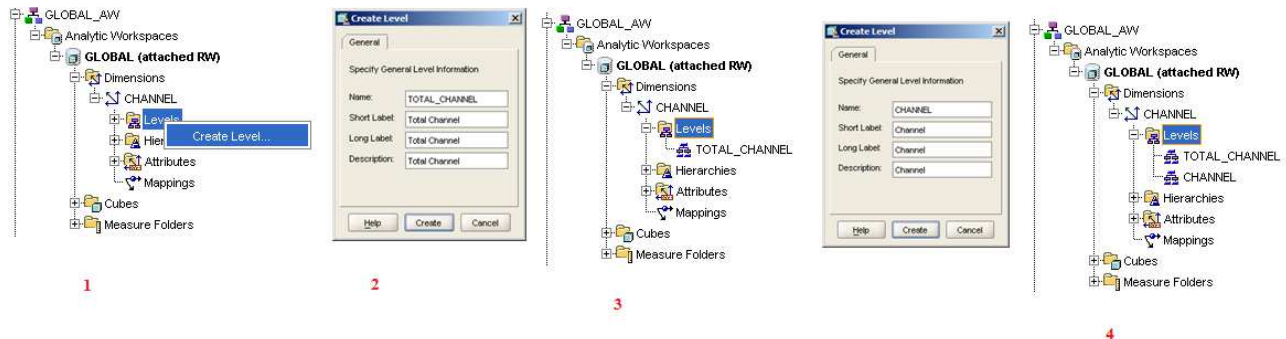 GLOBAL_AW
Analytic Workspaces
GLOBAL (attached RW)
Dimensions
CHANNEL
Levels
Create Level...
Hier
Attributes
Mappings
Cubes
Measure Folders
1
Create Level
General
Specify General Level Information
Name: TOTAL_CHANNEL
Short Label: Total Channel
Long Label: Total Channel
Description: Total Channel
Help Create Cancel
2
GLOBAL_AW
Analytic Workspaces
GLOBAL (attached RW)
Dimensions
CHANNEL
Levels
TOTAL_CHANNEL
Hierarchies
Attributes
Mappings
Cubes
Measure Folders
3
Create Level
General
Specify General Level Information
Name: CHANNEL
Short Label: Channel
Long Label: Channel
Description: Channel
Help Create Cancel
GLOBAL_AW
Analytic Workspaces
GLOBAL (attached RW)
Dimensions
CHANNEL
Levels
TOTAL_CHANNEL
CHANNEL
Hierarchies
Attributes
Mappings
Cubes
Measure Folders
4